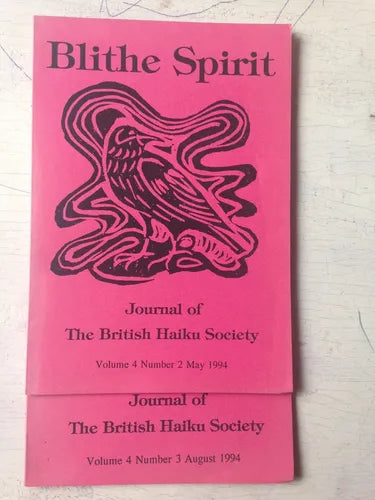 Blithe Spirit
Journal of
The British Haiku Society
Volume 4 Number 2 May 1994
Journal of
The British Haiku Society
Volume 4 Number 3 August 1994